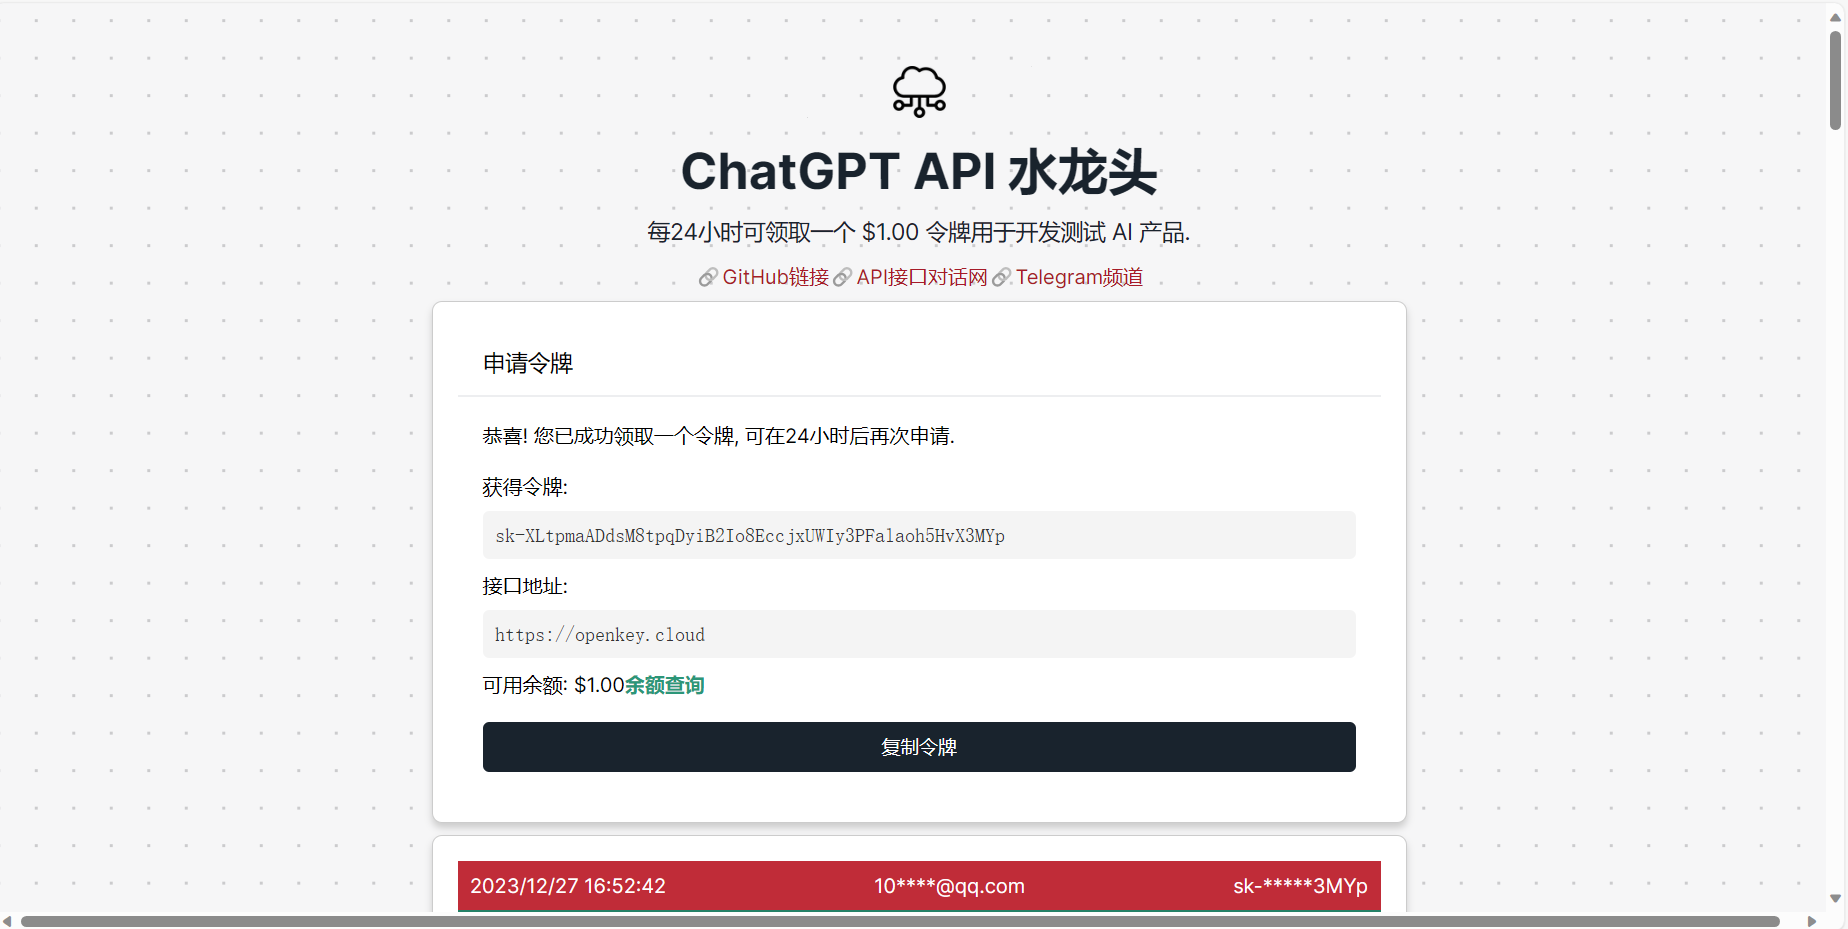 ChatGPT API 水龙头
每24小时可领取一个 $1.00 令牌用于开发测试 AI 产品.
GitHub链接 API接口对话网 Telegram频道
申请令牌
恭喜! 您已成功领取一个令牌, 可在24小时后再次申请.
获得令牌:
sk-XLtpmaADdsM8tpqDyiB2Io8EccjxUWIy3PFalaoh5HvX3MYp
接口地址:
https://openkey.cloud
可用余额: $1.00余额查询
复制令牌
2023/12/27 16:52:42 10****@qq.com sk-*****3MYp